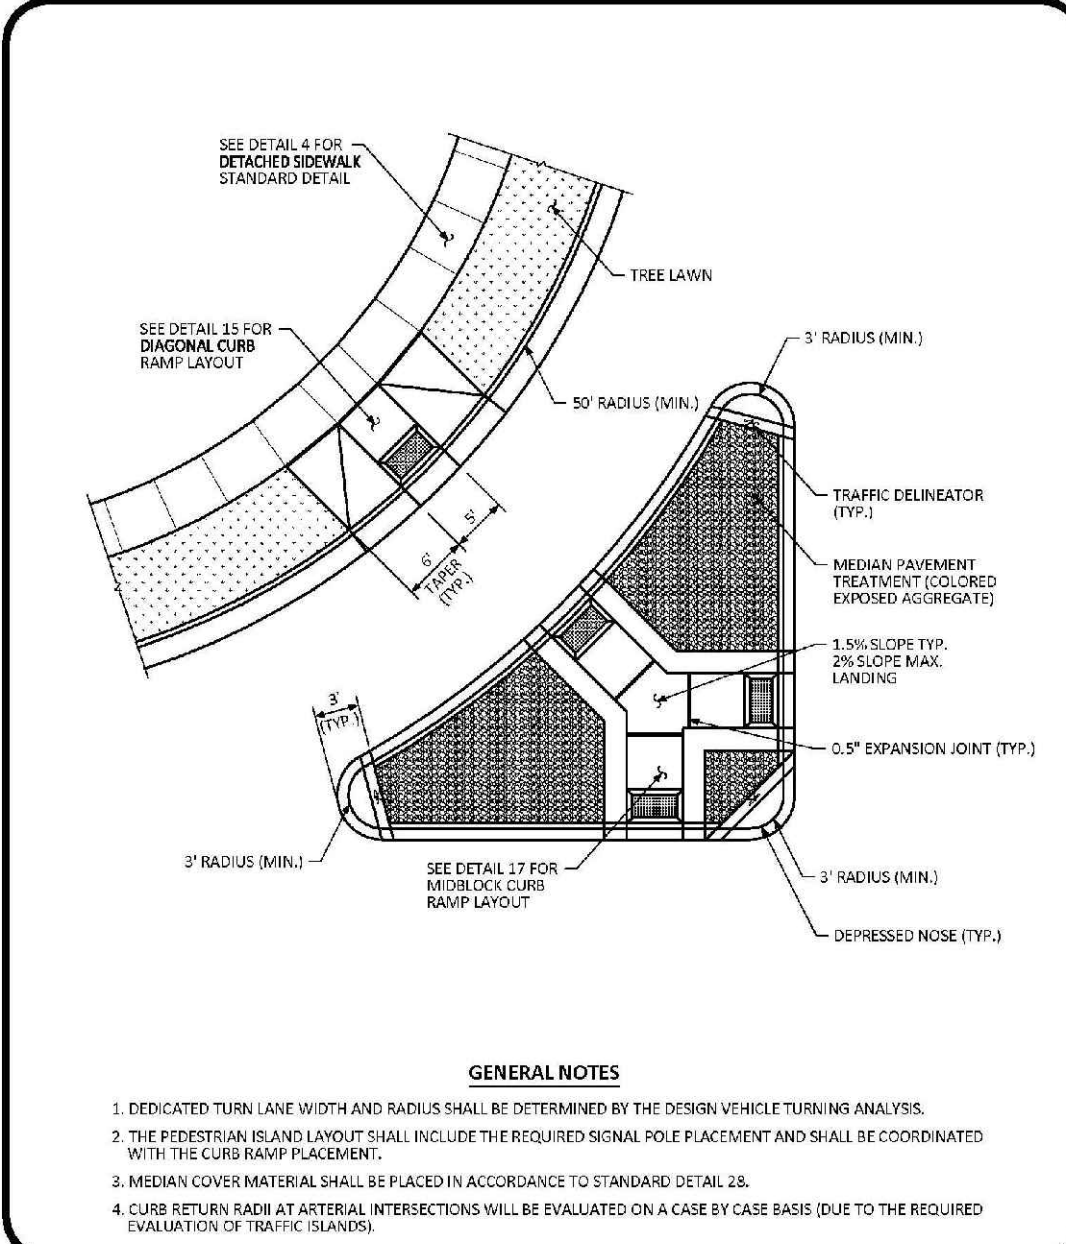 SEE DETAIL 4 FOR
DETACHED SIDEWALK
STANDARD DETAIL
TREE LAWN
SEE DETAIL 15 FOR
DIAGONAL CURB
RAMP LAYOUT
3' RADIUS (MIN.)
50' RADIUS (MIN.)
TRAFFIC DELINEATOR
(TYP.)
5'
6'
TAPER
(TYP.)
MEDIAN PAVEMENT
TREATMENT (COLORED
EXPOSED AGGREGATE)
1.5% SLOPE TYP.
2% SLOPE MAX.
LANDING
3'
(TYP.)
0.5" EXPANSION JOINT (TYP.)
3' RADIUS (MIN.)
SEE DETAIL 17 FOR
MIDBLOCK CURB
RAMP LAYOUT
3' RADIUS (MIN.)
DEPRESSED NOSE (TYP.)
GENERAL NOTES
1. DEDICATED TURN LANE WIDTH AND RADIUS SHALL BE DETERMINED BY THE DESIGN VEHICLE TURNING ANALYSIS.
2. THE PEDESTRIAN ISLAND LAYOUT SHALL INCLUDE THE REQUIRED SIGNAL POLE PLACEMENT AND SHALL BE COORDINATED
WITH THE CURB RAMP PLACEMENT.
3. MEDIAN COVER MATERIAL SHALL BE PLACED IN ACCORDANCE TO STANDARD DETAIL 28.
4. CURB RETURN RADII AT ARTERIAL INTERSECTIONS WILL BE EVALUATED ON A CASE BY CASE BASIS (DUE TO THE REQUIRED
EVALUATION OF TRAFFIC ISLANDS).